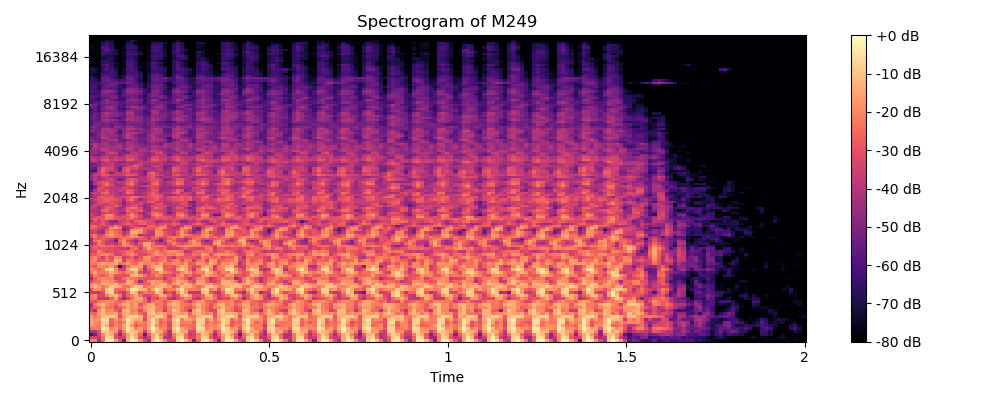 Spectrogram of M249
Hz
16384
8192
4096
2048
1024
512
0
0 0.5 1 1.5 2
Time
+0 dB
-10 dB
-20 dB
-30 dB
-40 dB
-50 dB
-60 dB
-70 dB
-80 dB